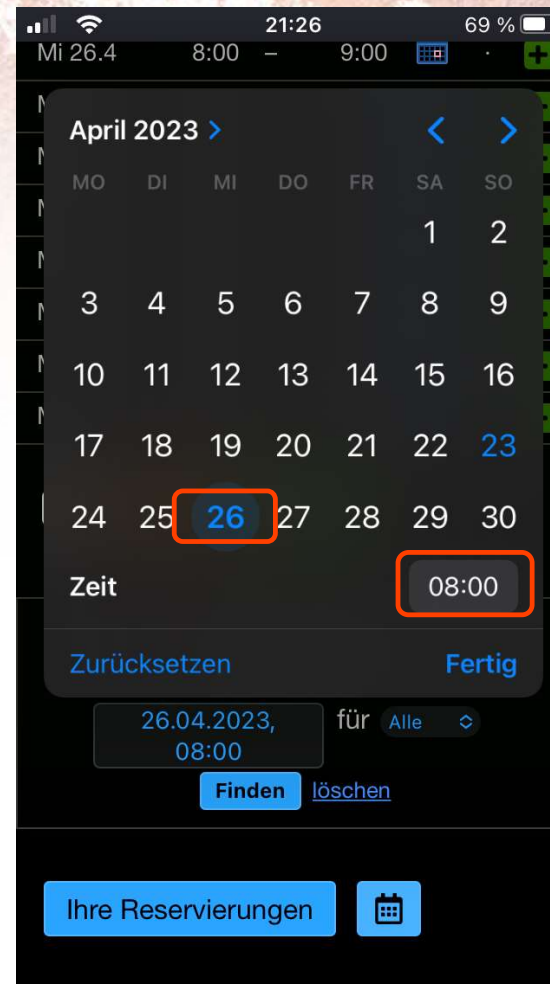 21:26 69 %
Mi 26.4 8:00 – 9:00 ·
April 2023 >
MO DI MI DO FR SA SO
1 2
3 4 5 6 7 8 9
10 11 12 13 14 15 16
17 18 19 20 21 22 23
24 25 26 27 28 29 30
Zeit 08:00
Zurücksetzen Fertig
26.04.2023, für Alle
08:00
Finden löschen
Ihre Reservierungen